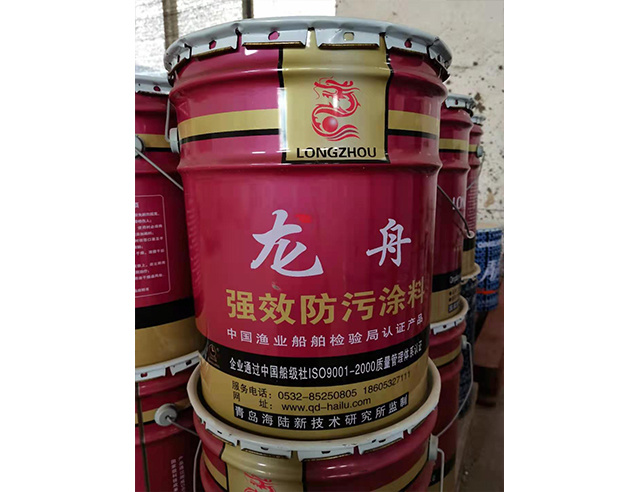 LONGZHOU
龙舟
强效防污涂料
中国渔业船舶检验局认证产品
企业通过中国船级社ISO9001-2000质量管理体系认证
服务电话：0532-85250805 18605327111
网 址：www.qd-hailu.com
青岛海陆新技术研究所监制